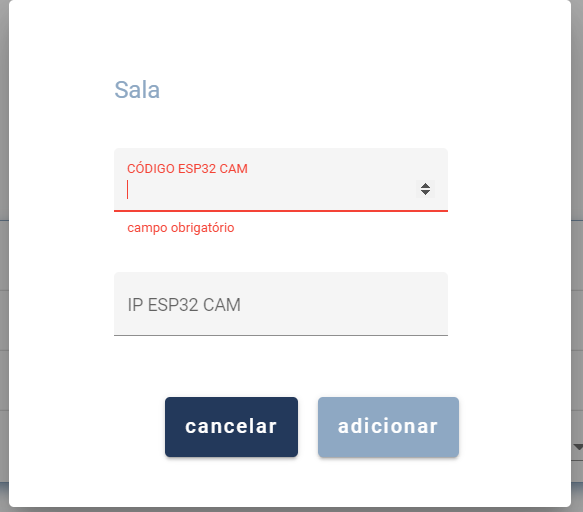 Sala
CÓDIGO ESP32 CAM
campo obrigatório
IP ESP32 CAM
cancelar
adicionar